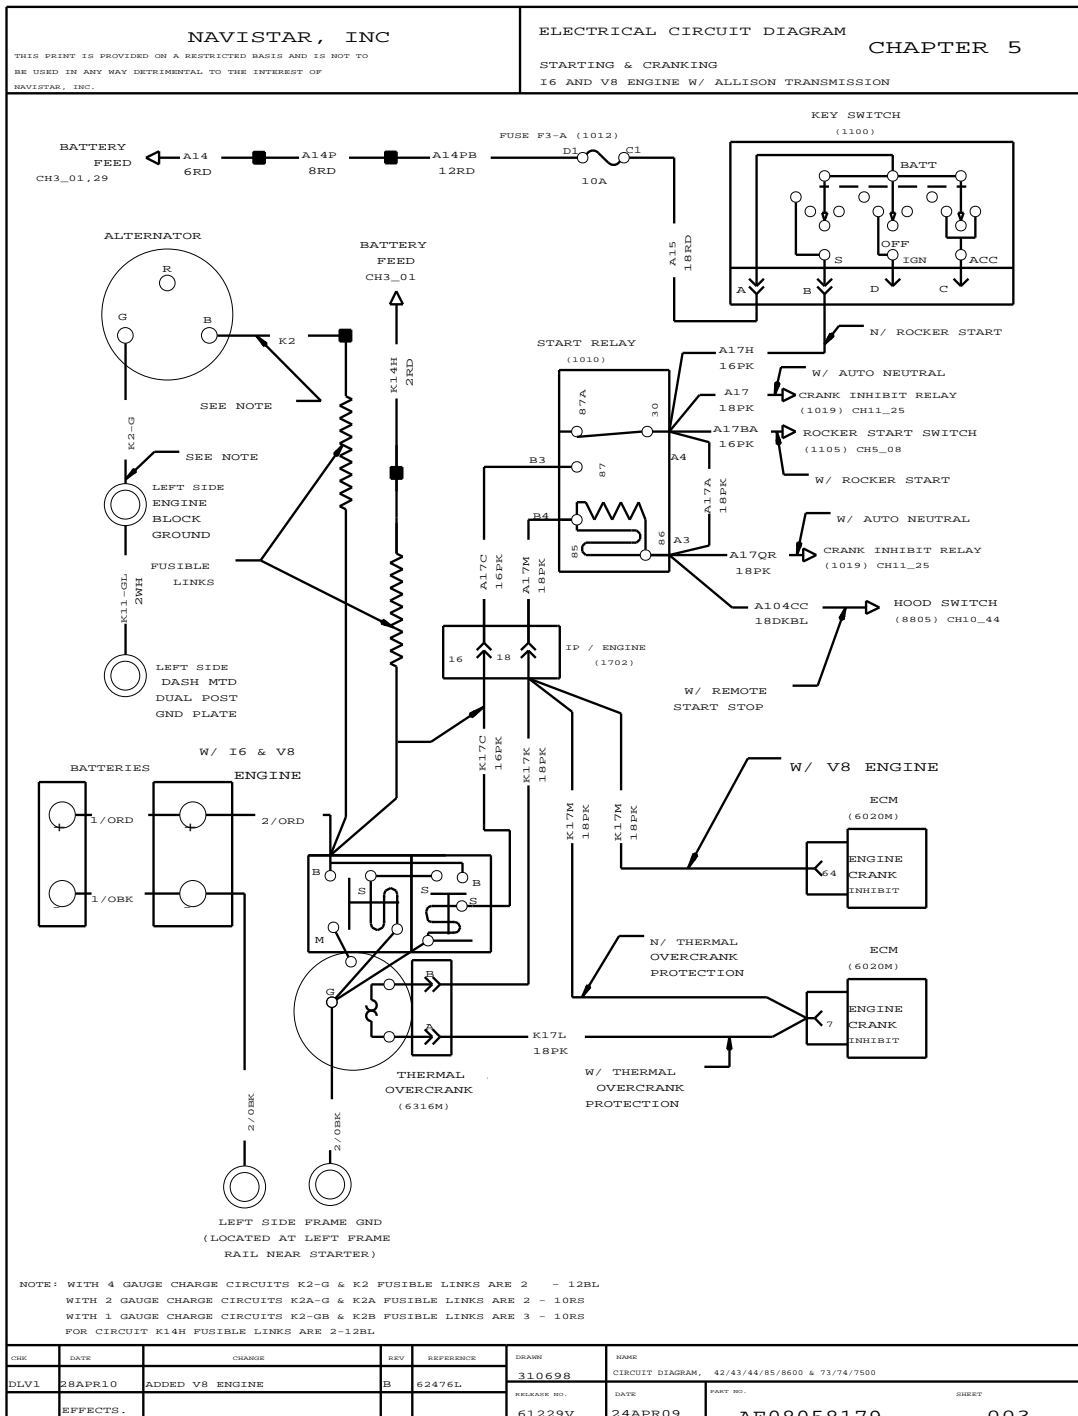 NAVISTAR, INC
THIS PRINT IS PROVIDED ON A RESTRICTED BASIS AND IS NOT TO
BE USED IN ANY WAY DETRIMENTAL TO THE INTEREST OF
NAVISTAR, INC.
ELECTRICAL CIRCUIT DIAGRAM
CHAPTER 5
STARTING & CRANKING
I6 AND V8 ENGINE W/ ALLISON TRANSMISSION
KEY SWITCH
(1100)
BATTERY
FEED
CH3_01,29
A14
6RD
A14P
8RD
A14PB
12RD
FUSE F3-A (1012)
D1
C1
10A
A15
18RD
BATT
OFF
S
IGN
ACC
A
B
D
C
ALTERNATOR
R
G
B
K2
SEE NOTE
BATTERY
FEED
CH3_01
K14H
2RD
START RELAY
(1010)
87A
30
87
85
86
B3
B4
A4
A3
N/ ROCKER START
A17H
16PK
W/ AUTO NEUTRAL
A17
18PK
CRANK INHIBIT RELAY
(1019) CH11_25
A17BA
16PK
ROCKER START SWITCH
(1105) CH5_08
W/ ROCKER START
A17A
18PK
W/ AUTO NEUTRAL
A17QR
18PK
CRANK INHIBIT RELAY
(1019) CH11_25
A104CC
18DKBL
HOOD SWITCH
(8805) CH10_44
W/ REMOTE
START STOP
K2-G
SEE NOTE
LEFT SIDE
ENGINE
BLOCK
GROUND
FUSIBLE
LINKS
K11-GL
2WH
LEFT SIDE
DASH MTD
DUAL POST
GND PLATE
A17C
16PK
A17M
18PK
16
18
IP / ENGINE
(1702)
K17C
16PK
K17K
18PK
K17M
18PK
K17M
18PK
W/ I6 & V8
ENGINE
BATTERIES
1/ORD
2/ORD
+
+
1/OBK
-
-
B
S
S
B
S
M
G
B
A
W/ V8 ENGINE
ECM
(6020M)
64
ENGINE
CRANK
INHIBIT
N/ THERMAL
OVERCRANK
PROTECTION
ECM
(6020M)
7
ENGINE
CRANK
INHIBIT
K17L
18PK
W/ THERMAL
OVERCRANK
PROTECTION
THERMAL
OVERCRANK
(6316M)
2/OBK
2/OBK
LEFT SIDE FRAME GND
(LOCATED AT LEFT FRAME
RAIL NEAR STARTER)
NOTE: WITH 4 GAUGE CHARGE CIRCUITS K2-G & K2 FUSIBLE LINKS ARE 2 - 12BL
WITH 2 GAUGE CHARGE CIRCUITS K2A-G & K2A FUSIBLE LINKS ARE 2 - 10RS
WITH 1 GAUGE CHARGE CIRCUITS K2-GB & K2B FUSIBLE LINKS ARE 3 - 10RS
FOR CIRCUIT K14H FUSIBLE LINKS ARE 2-12BL
CHK DATE CHANGE REV REFERENCE
DLV1 28APR10 ADDED V8 ENGINE B 62476L
EFFECTS.
DRAWN
310698
NAME
CIRCUIT DIAGRAM, 42/43/44/85/8600 & 73/74/7500
RELEASE NO.
61229V
DATE
24APR09
PART NO.
AF08058179
SHEET
003